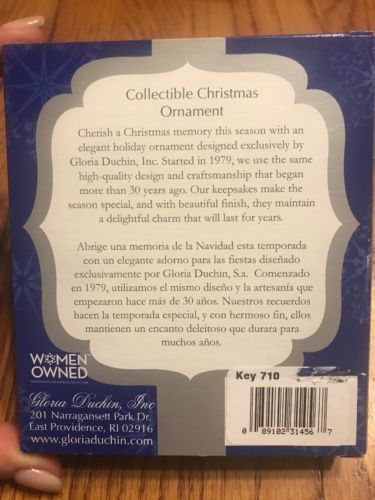 Collectible Christmas
Ornament
Cherish a Christmas memory this season with an
elegant holiday ornament designed exclusively by
Gloria Duchin, Inc. Started in 1979, we use the same
high-quality design and craftsmanship that began
more than 30 years ago. Our keepsakes make the
season special, and with beautiful finish, they maintain
a delightful charm that will last for years.
Abrige una memoria de la Navidad esta temporada
con un elegante adorno para las fiestas diseñado
exclusivamente por Gloria Duchin, S.a. Comenzado
en 1979, utilizamos el mismo diseño y la artesanía que
empezaron hace más de 30 años. Nuestros recuerdos
hacen la temporada especial, y con hermoso fin, ellos
mantienen un encanto deleitoso que durara para
muchos años.
WOMEN
OWNED
Gloria Duchin, Inc
201 Narragansett Park Dr,
East Providence, RI 02916
www.gloriaduchin.com
Key 710
0 89102 31456 7